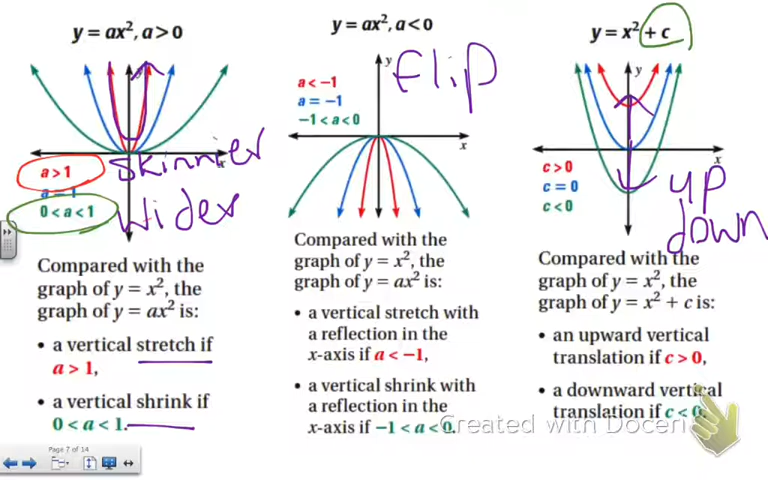 y = ax², a > 0
y
x
a > 1
a = 1
0 < a < 1
skinnier
wider
Compared with the
graph of y = x², the
graph of y = ax² is:
• a vertical stretch if
a > 1,
• a vertical shrink if
0 < a < 1.
y = ax², a < 0
Flip
a < −1
a = −1
−1 < a < 0
y
x
Compared with the
graph of y = x², the
graph of y = ax² is:
• a vertical stretch with
a reflection in the
x-axis if a < −1,
• a vertical shrink with
a reflection in the
x-axis if −1 < a < 0.
y = x² + c
y
x
c > 0
c = 0
c < 0
up
down
Compared with the
graph of y = x², the
graph of y = x² + c is:
• an upward vertical
translation if c > 0,
• a downward vertical
translation if c < 0.
Created with Doceri
Page 7 of 14